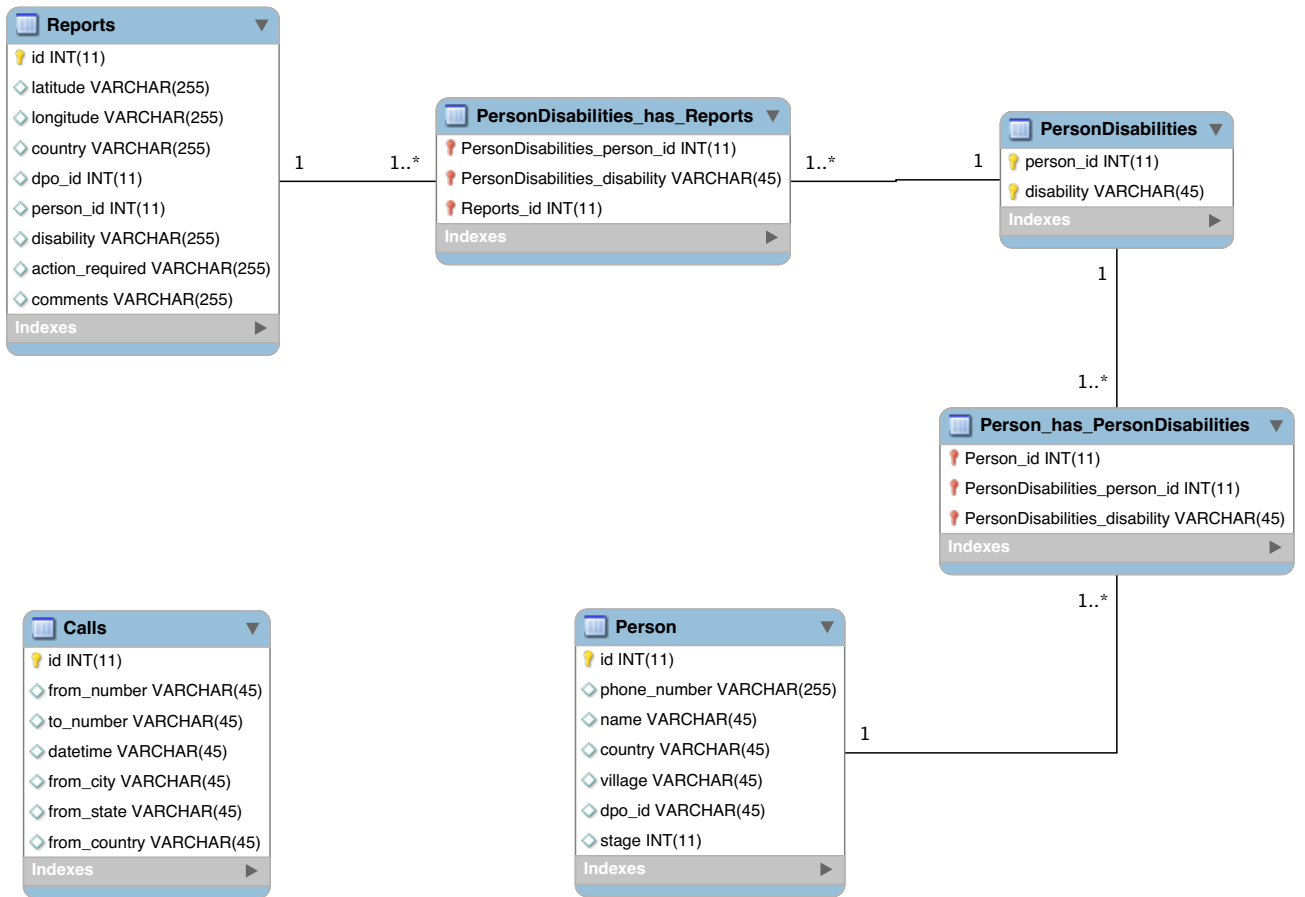 Reports
id INT(11)
latitude VARCHAR(255)
longitude VARCHAR(255)
country VARCHAR(255)
dpo_id INT(11)
person_id INT(11)
disability VARCHAR(255)
action_required VARCHAR(255)
comments VARCHAR(255)
Indexes
1
1..*
PersonDisabilities_has_Reports
PersonDisabilities_person_id INT(11)
PersonDisabilities_disability VARCHAR(45)
Reports_id INT(11)
Indexes
1..*
1
PersonDisabilities
person_id INT(11)
disability VARCHAR(45)
Indexes
1
1..*
Person_has_PersonDisabilities
Person_id INT(11)
PersonDisabilities_person_id INT(11)
PersonDisabilities_disability VARCHAR(45)
Indexes
1..*
1
Calls
id INT(11)
from_number VARCHAR(45)
to_number VARCHAR(45)
datetime VARCHAR(45)
from_city VARCHAR(45)
from_state VARCHAR(45)
from_country VARCHAR(45)
Indexes
Person
id INT(11)
phone_number VARCHAR(255)
name VARCHAR(45)
country VARCHAR(45)
village VARCHAR(45)
dpo_id VARCHAR(45)
stage INT(11)
Indexes